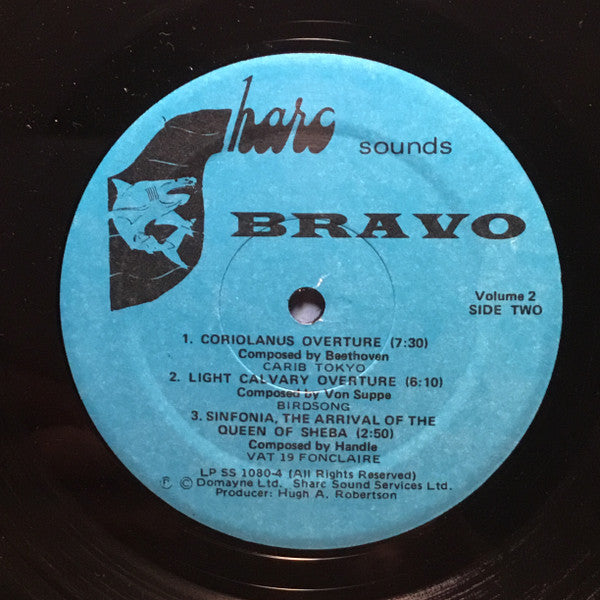 Sharc
sounds
BRAVO
Volume 2
SIDE TWO
1. CORIOLANUS OVERTURE (7:30)
Composed by Beethoven
CARIB TOKYO
2. LIGHT CALVARY OVERTURE (6:10)
Composed by Von Suppe
BIRDSONG
3. SINFONIA, THE ARRIVAL OF THE
QUEEN OF SHEBA (2:50)
Composed by Handle
VAT 19 FONCLAIRE
LP SS 1080-4 (All Rights Reserved)
℗ © Domayne Ltd. Sharc Sound Services Ltd.
Producer: Hugh A. Robertson